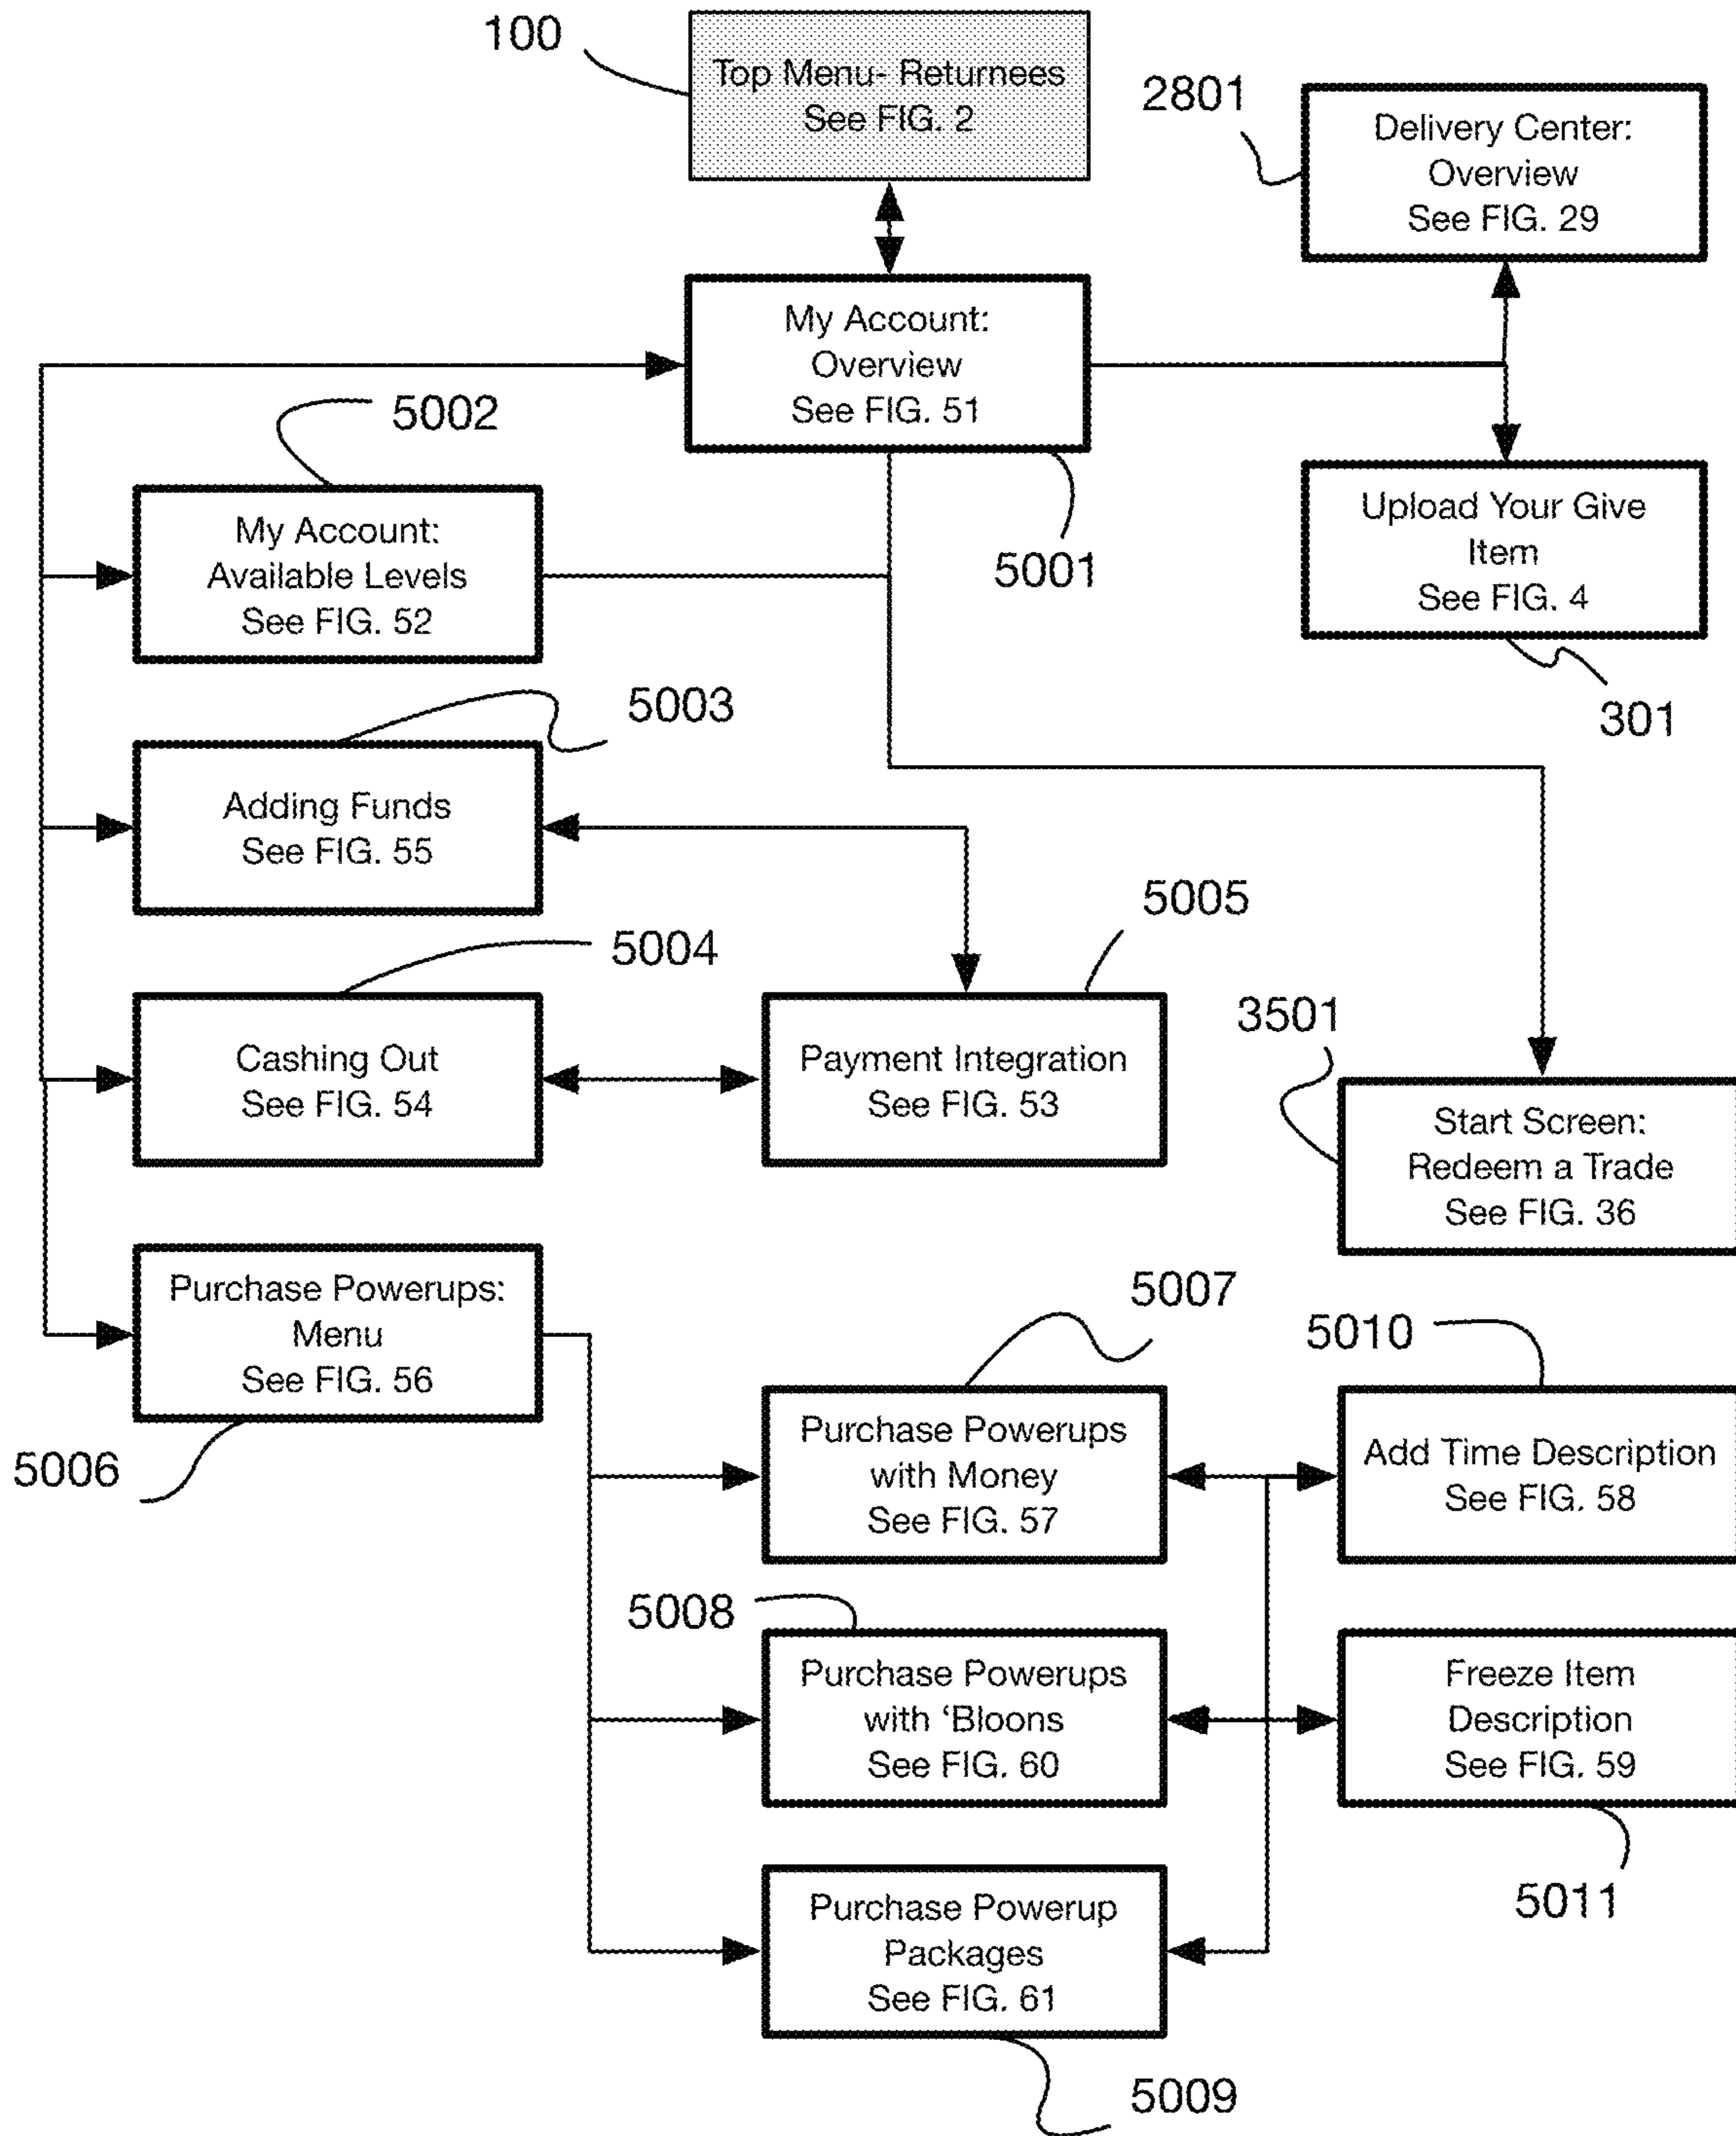 100
Top Menu- Returnees
See FIG. 2
2801
Delivery Center:
Overview
See FIG. 29
My Account:
Overview
See FIG. 51
5001
5002
My Account:
Available Levels
See FIG. 52
Upload Your Give
Item
See FIG. 4
301
5003
Adding Funds
See FIG. 55
5004
Cashing Out
See FIG. 54
5005
Payment Integration
See FIG. 53
3501
Start Screen:
Redeem a Trade
See FIG. 36
Purchase Powerups:
Menu
See FIG. 56
5006
5007
Purchase Powerups
with Money
See FIG. 57
5010
Add Time Description
See FIG. 58
5008
Purchase Powerups
with ‘Bloons
See FIG. 60
Freeze Item
Description
See FIG. 59
5011
Purchase Powerup
Packages
See FIG. 61
5009